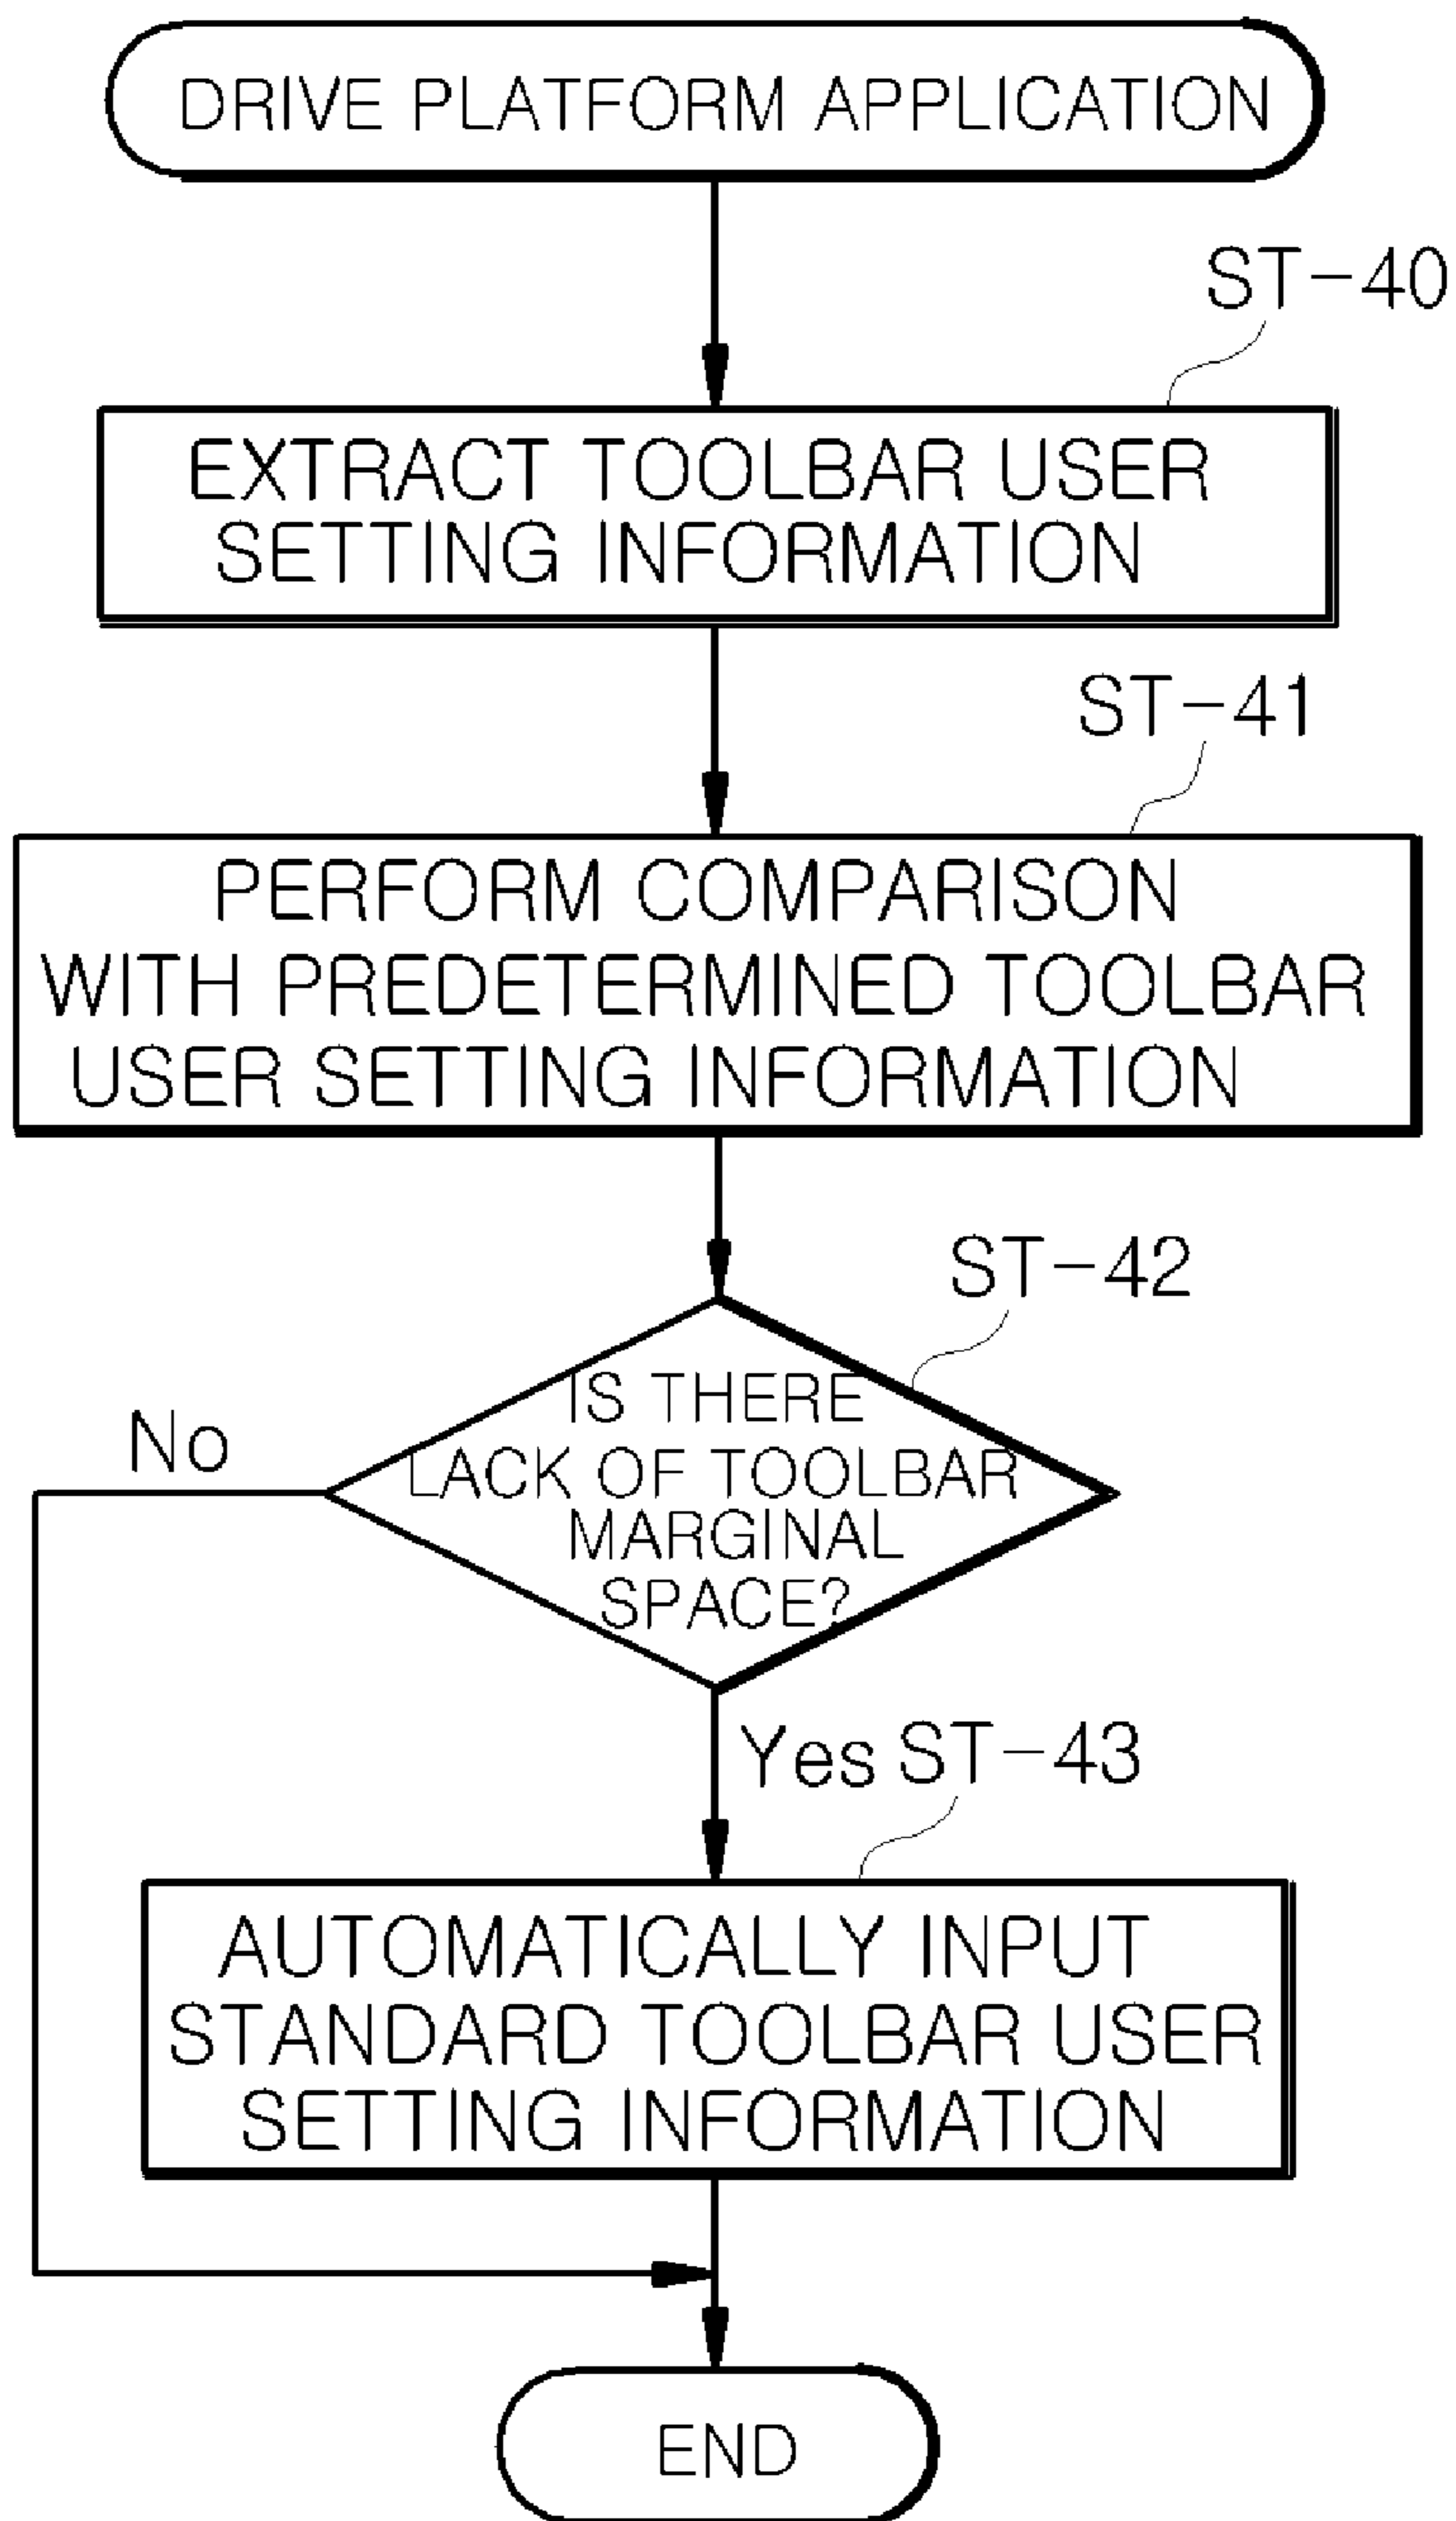 DRIVE PLATFORM APPLICATION
ST-40
EXTRACT TOOLBAR USER
SETTING INFORMATION
ST-41
PERFORM COMPARISON
WITH PREDETERMINED TOOLBAR
USER SETTING INFORMATION
ST-42
IS THERE
LACK OF TOOLBAR
MARGINAL
SPACE?
No
Yes
ST-43
AUTOMATICALLY INPUT
STANDARD TOOLBAR USER
SETTING INFORMATION
END